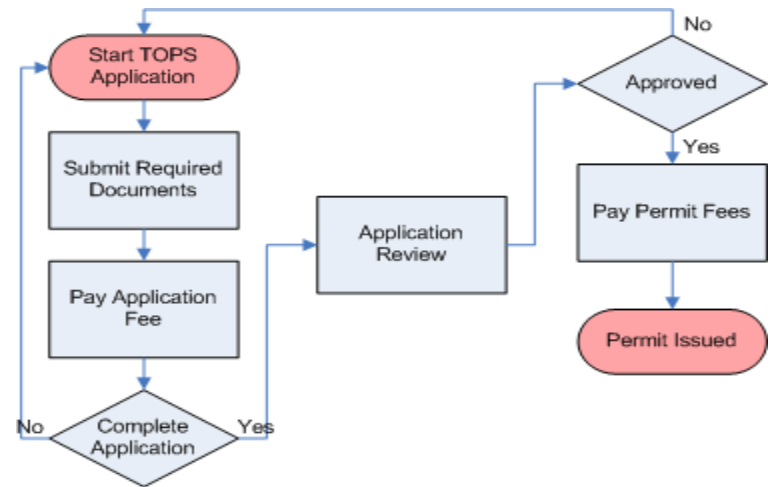 Start TOPS
Application
Submit Required
Documents
Pay Application
Fee
Complete
Application
No
Yes
Application
Review
Approved
No
Yes
Pay Permit Fees
Permit Issued